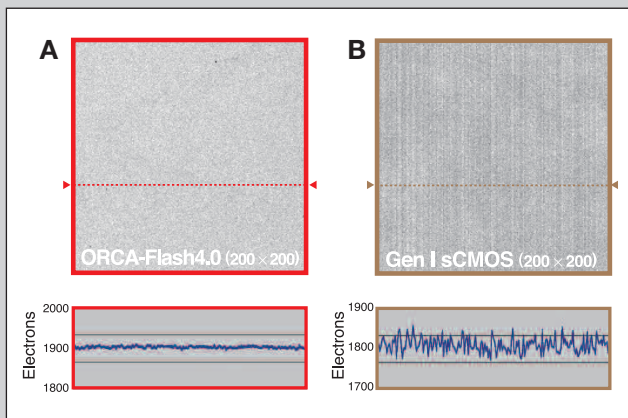 A
B
ORCA-Flash4.0 (200 × 200)
Gen I sCMOS (200 × 200)
Electrons
2000
1900
1800
Electrons
1900
1800
1700